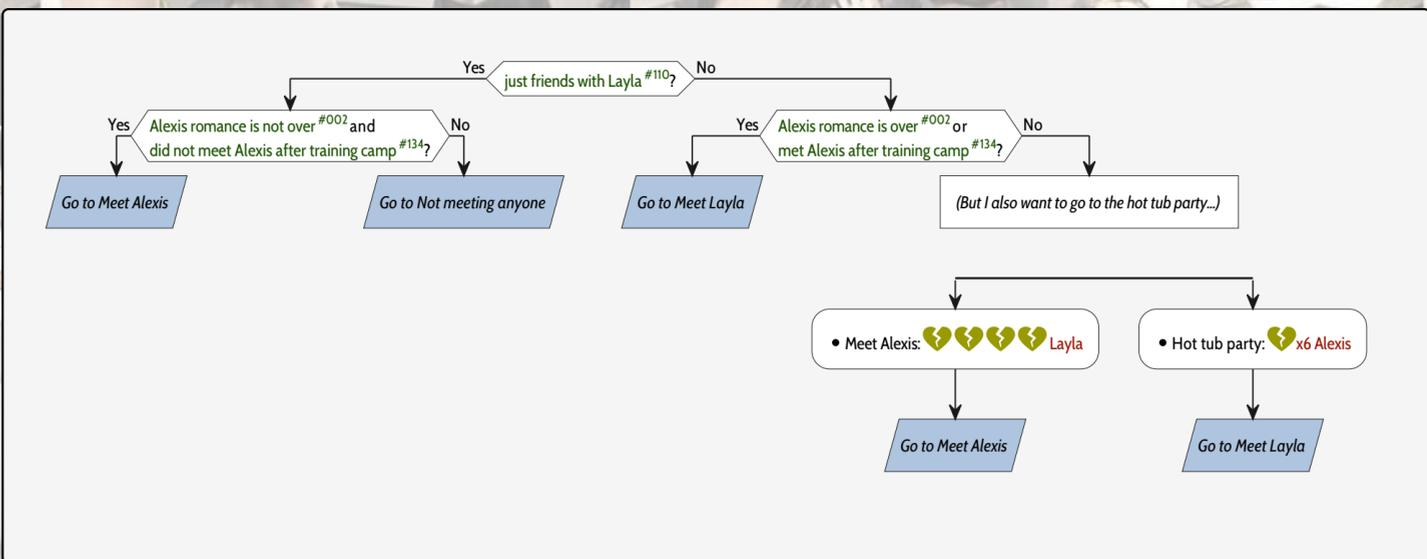 Yes
just friends with Layla #110?
No
Yes
Alexis romance is not over #002 and
did not meet Alexis after training camp #134?
No
Yes
Alexis romance is over #002 or
met Alexis after training camp #134?
No
Go to Meet Alexis
Go to Not meeting anyone
Go to Meet Layla
(But I also want to go to the hot tub party...)
• Meet Alexis: 💔💔💔💔 Layla
• Hot tub party: 💔x6 Alexis
Go to Meet Alexis
Go to Meet Layla